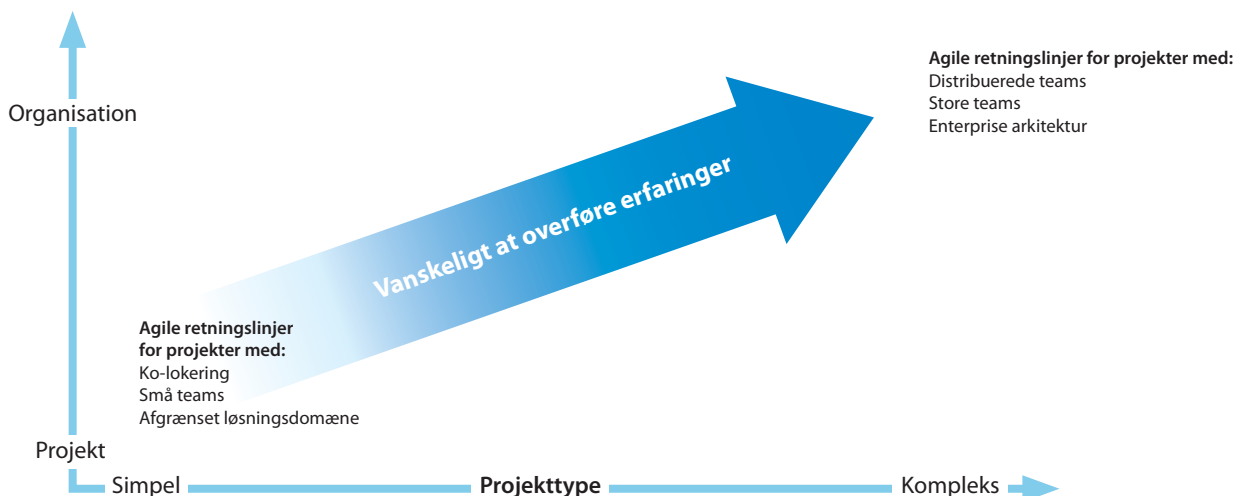 Agile retningslinjer for projekter med:
Distribuerede teams
Store teams
Enterprise arkitektur
Organisation
Vanskeligt at overføre erfaringer
Agile retningslinjer
for projekter med:
Ko-lokering
Små teams
Afgrænset løsningsdomæne
Projekt
Simpel
Projekttype
Kompleks